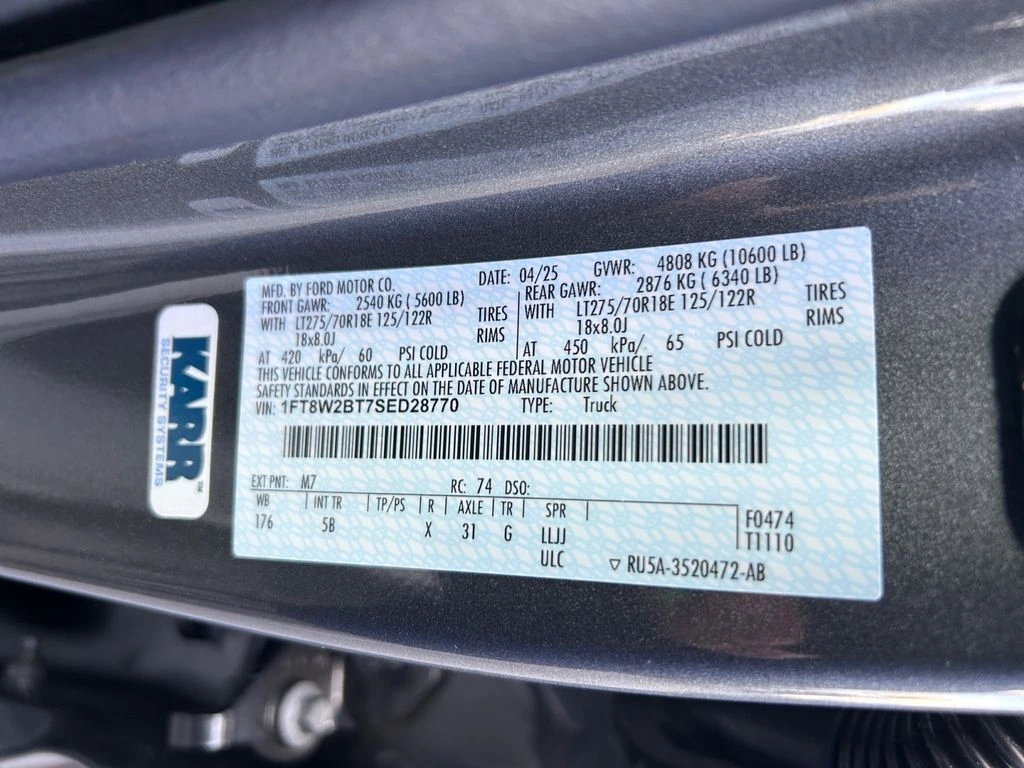 KARR™
SECURITY SYSTEMS
MFD. BY FORD MOTOR CO. DATE: 04/25 GVWR: 4808 KG (10600 LB)
FRONT GAWR: 2540 KG ( 5600 LB) REAR GAWR: 2876 KG ( 6340 LB)
WITH LT275/70R18E 125/122R TIRES WITH LT275/70R18E 125/122R TIRES
18x8.0J RIMS 18x8.0J RIMS
AT 420 kPa/ 60 PSI COLD AT 450 kPa/ 65 PSI COLD
THIS VEHICLE CONFORMS TO ALL APPLICABLE FEDERAL MOTOR VEHICLE
SAFETY STANDARDS IN EFFECT ON THE DATE OF MANUFACTURE SHOWN ABOVE.
VIN: 1FT8W2BT7SED28770 TYPE: Truck
EXT PNT: M7 RC: 74 DSO:
WB INT TR TP/PS R AXLE TR SPR
176 5B X 31 G LLJJ
ULC
F0474
T1110
RU5A-3520472-AB